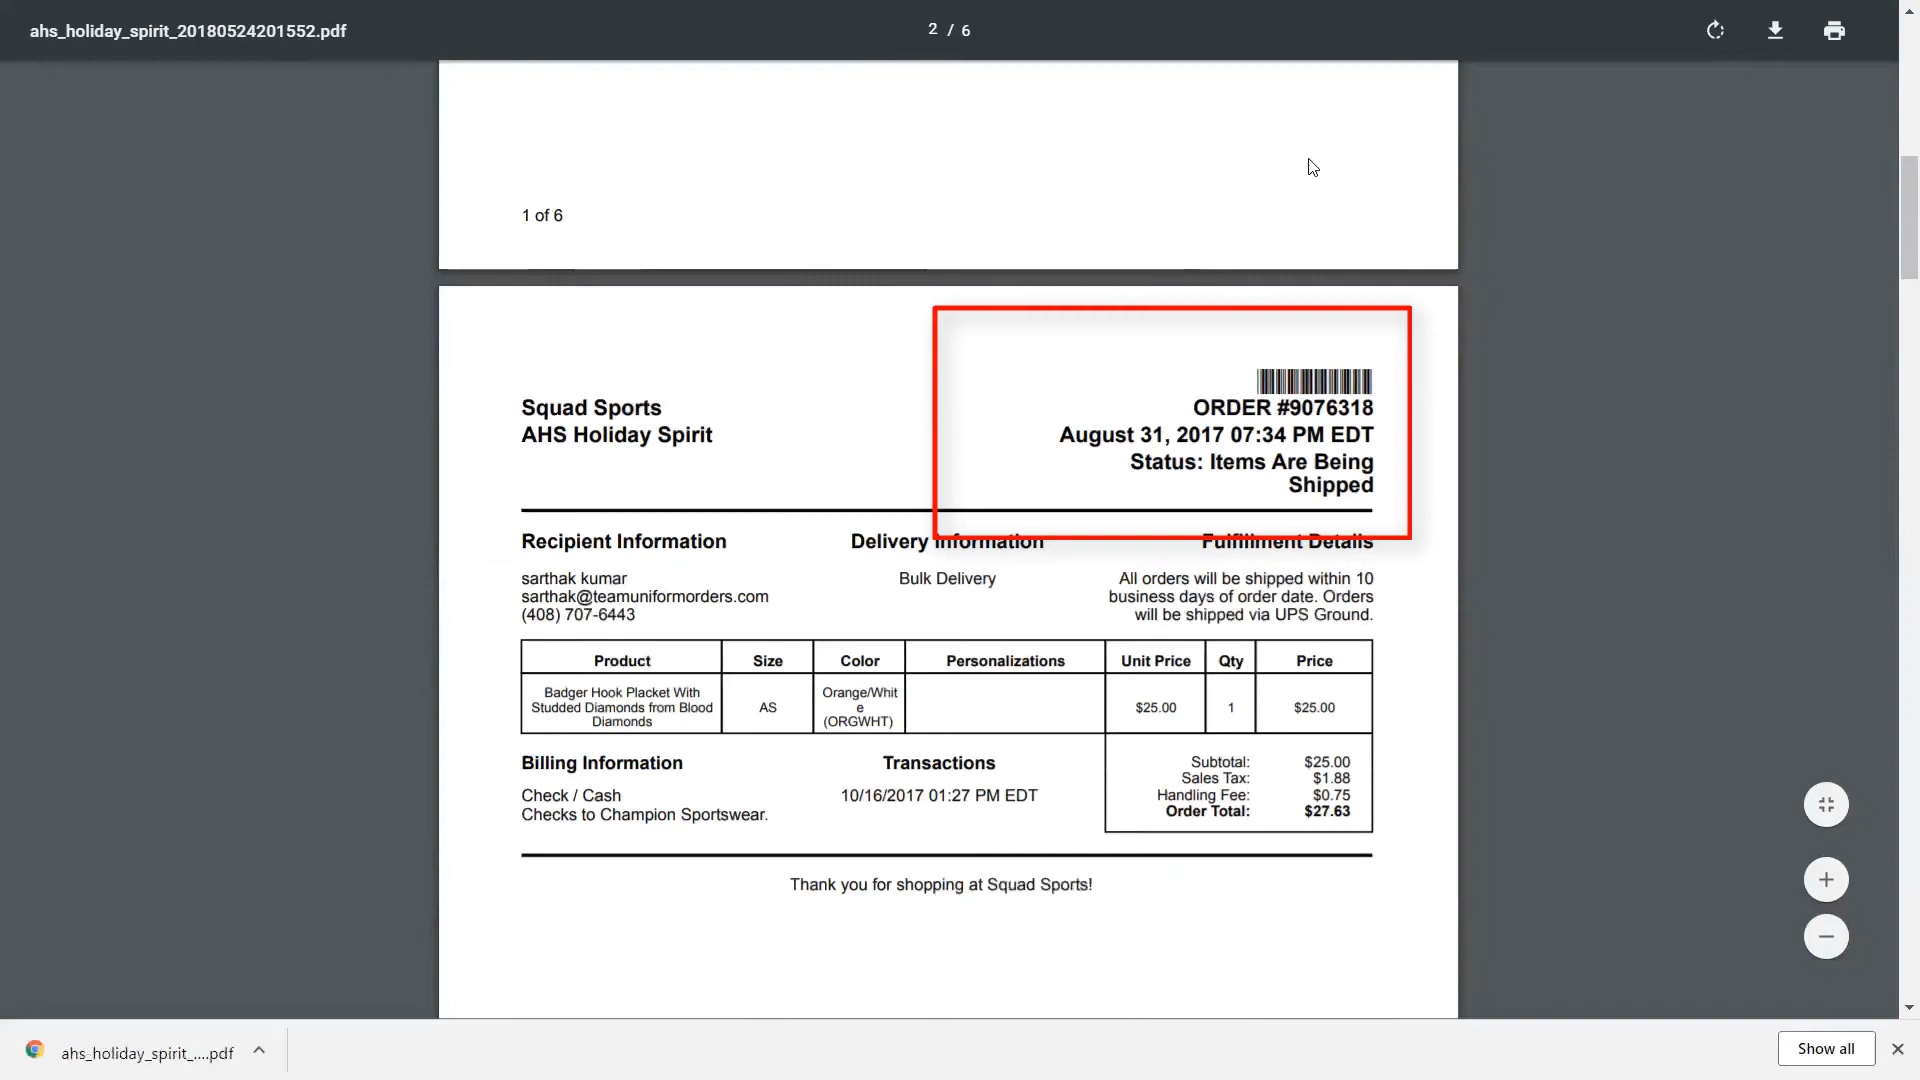 ahs_holiday_spirit_20180524201552.pdf
2 / 6
1 of 6
Squad Sports
AHS Holiday Spirit
ORDER #9076318
August 31, 2017 07:34 PM EDT
Status: Items Are Being
Shipped
Recipient Information
sarthak kumar
sarthak@teamuniformorders.com
(408) 707-6443
Delivery Information
Bulk Delivery
Fulfillment Details
All orders will be shipped within 10
business days of order date. Orders
will be shipped via UPS Ground.
Product Size Color Personalizations Unit Price Qty Price
Badger Hook Placket With
Studded Diamonds from Blood
Diamonds
AS
Orange/Whit
e
(ORGWHT)
$25.00
1
$25.00
Billing Information
Check / Cash
Checks to Champion Sportswear.
Transactions
10/16/2017 01:27 PM EDT
Subtotal: $25.00
Sales Tax: $1.88
Handling Fee: $0.75
Order Total: $27.63
Thank you for shopping at Squad Sports!
ahs_holiday_spirit_....pdf
Show all